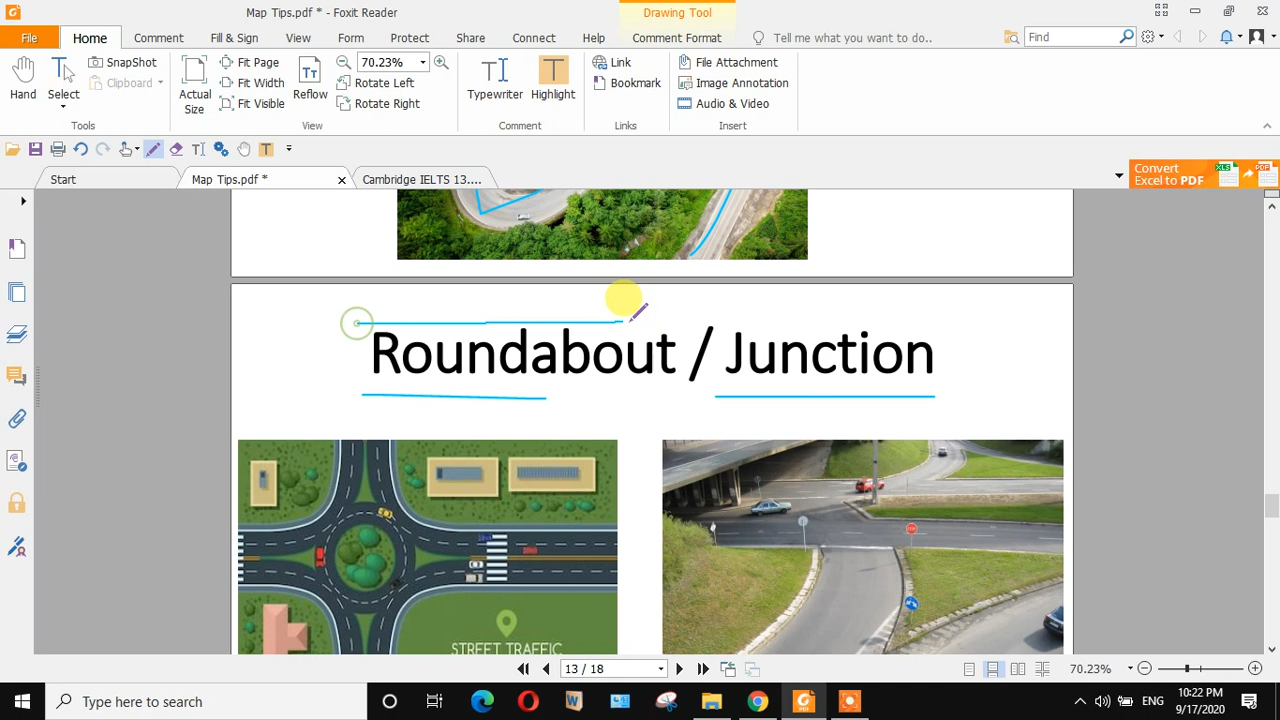 Map Tips.pdf * - Foxit Reader
Drawing Tool
File
Home
Comment
Fill & Sign
View
Form
Protect
Share
Connect
Help
Comment Format
Tell me what you want to do..
Find
Hand
Select
SnapShot
Clipboard
Tools
Actual Size
Fit Page
Fit Width
Fit Visible
Reflow
70.23%
Rotate Left
Rotate Right
View
Typewriter
Highlight
Comment
Link
Bookmark
Links
File Attachment
Image Annotation
Audio & Video
Insert
Start
Map Tips.pdf *
Cambridge IELTS 13....
Convert
Excel to PDF
Roundabout / Junction
STREET TRAFFIC
13 / 18
70.23%
Type here to search
ENG
10:22 PM
9/17/2020